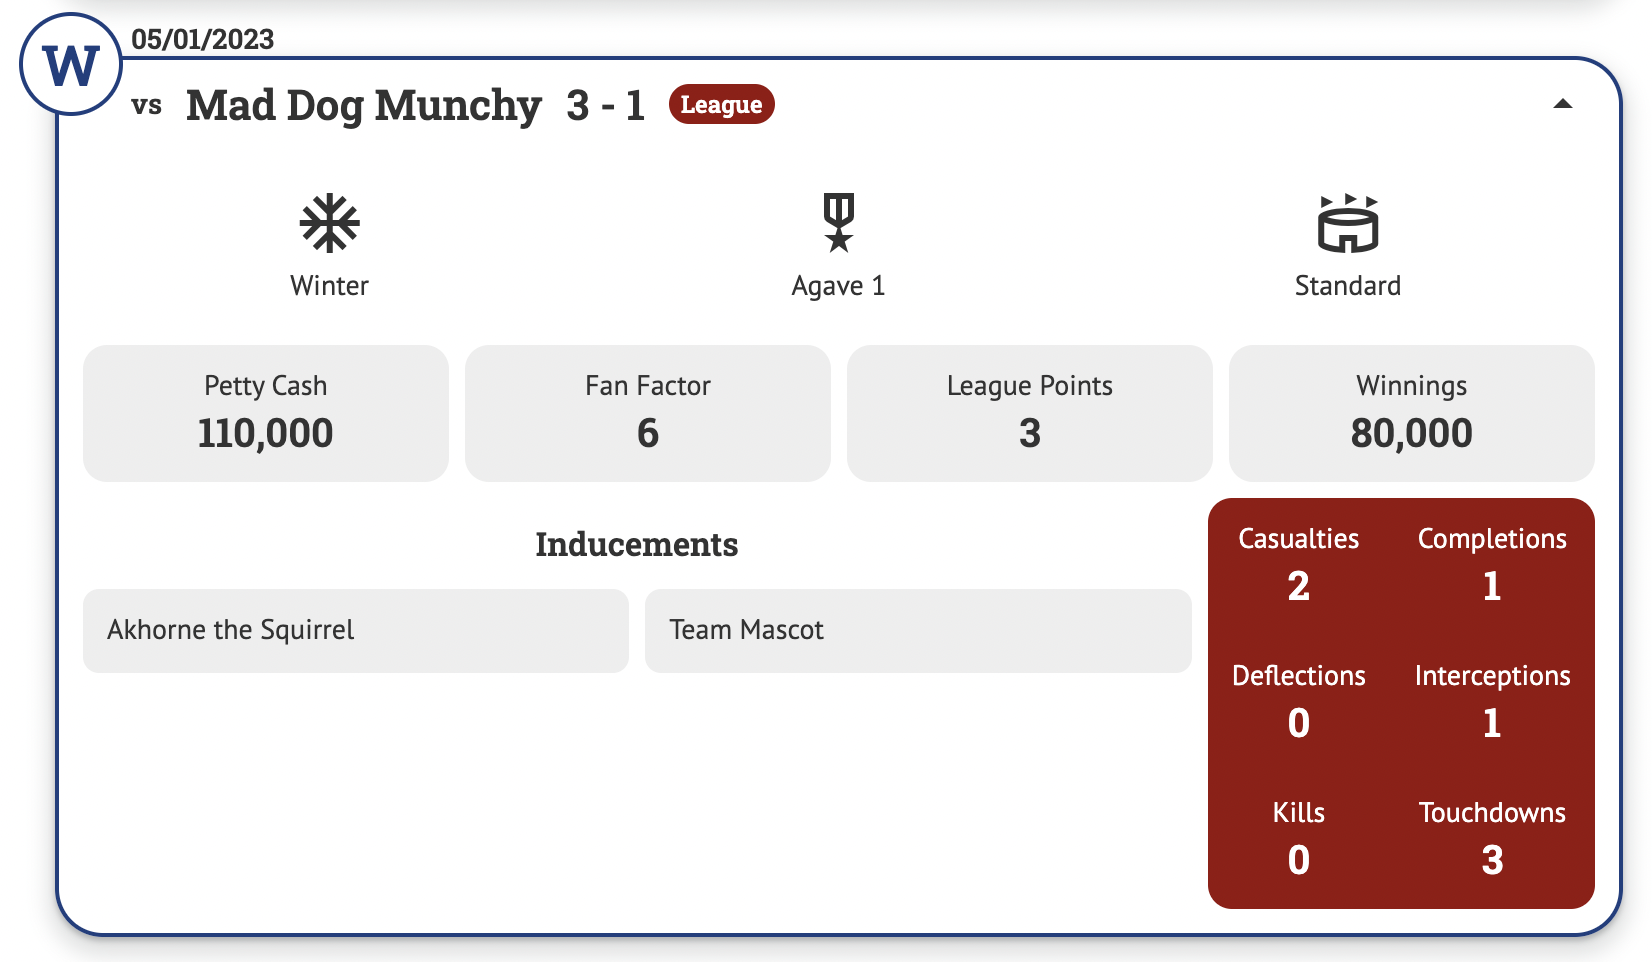 W
05/01/2023
vs Mad Dog Munchy 3 - 1 League
Winter
Agave 1
Standard
Petty Cash
110,000
Fan Factor
6
League Points
3
Winnings
80,000
Inducements
Akhorne the Squirrel
Team Mascot
Casualties
2
Completions
1
Deflections
0
Interceptions
1
Kills
0
Touchdowns
3